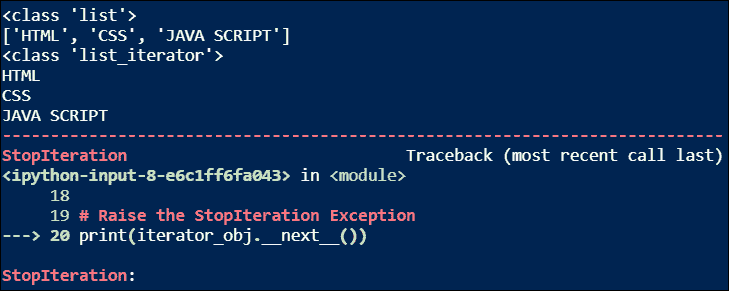 <class 'list'>
['HTML', 'CSS', 'JAVA SCRIPT']
<class 'list_iterator'>
HTML
CSS
JAVA SCRIPT
---------------------------------------------------------------------------
StopIteration                             Traceback (most recent call last)
<ipython-input-8-e6c1ff6fa043> in <module>
     18
     19 # Raise the StopIteration Exception
---> 20 print(iterator_obj.__next__())
StopIteration: